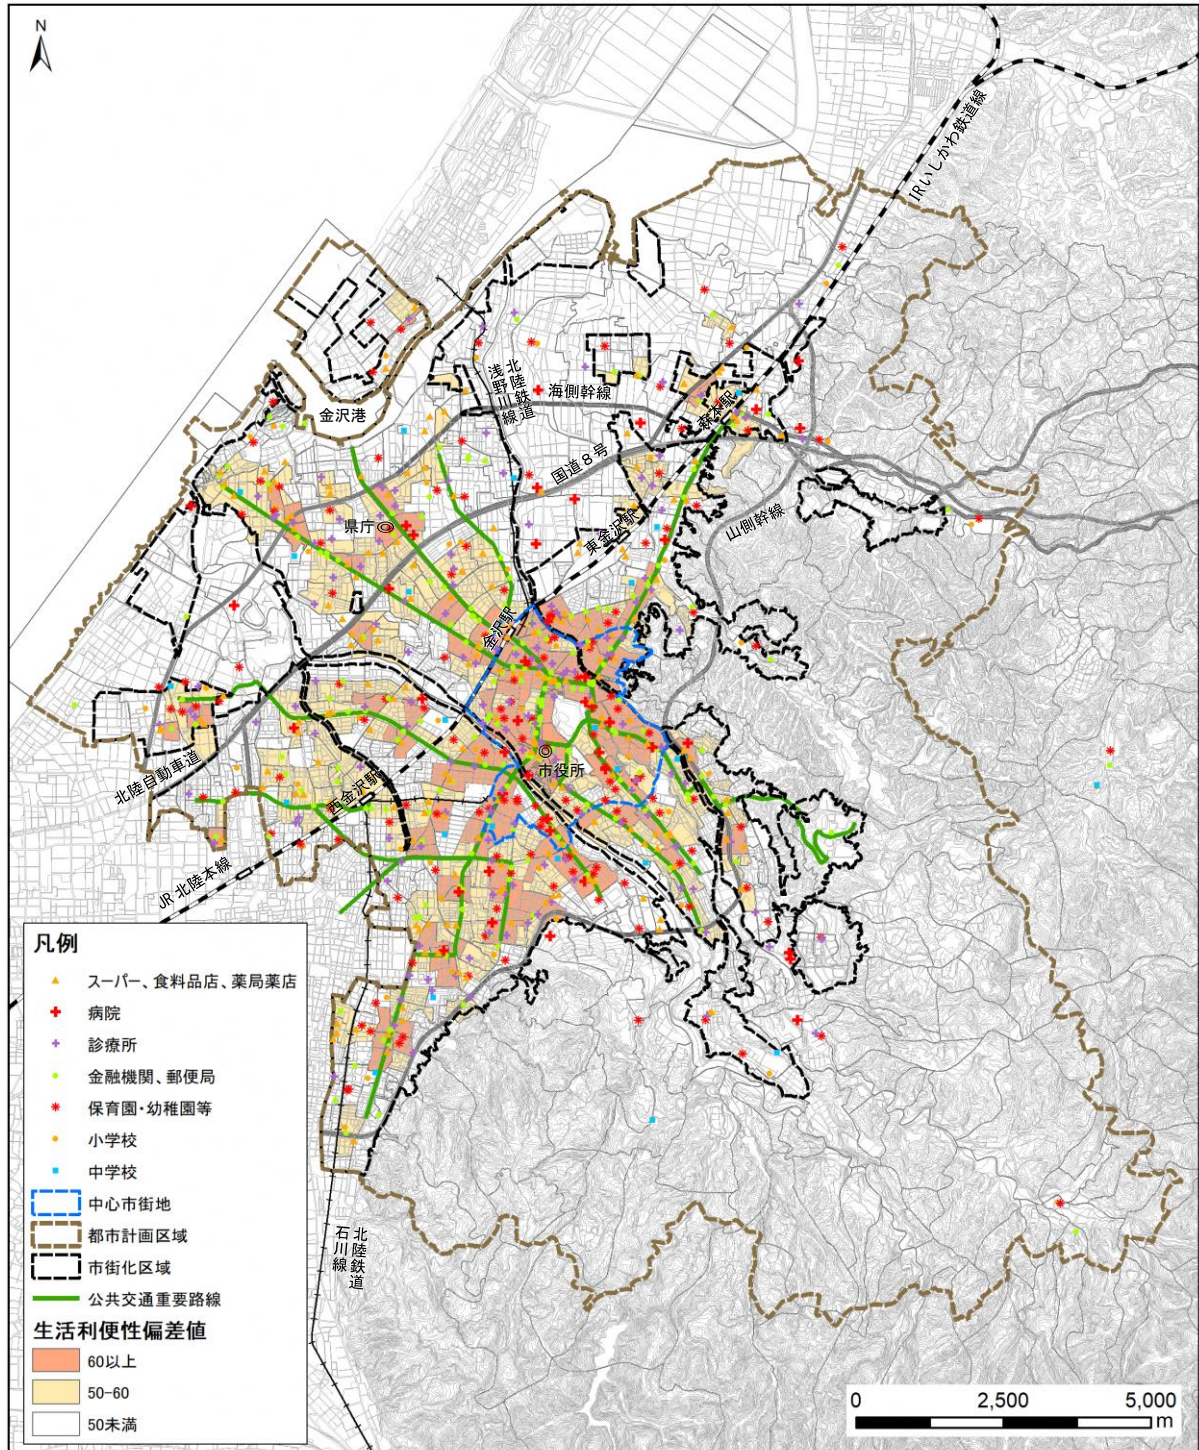 N
IRいしかわ鉄道線
北陸鉄道
浅野川線
海側幹線
金沢港
森本駅
国道8号
県庁
東金沢駅
山側幹線
金沢駅
市役所
北陸自動車道
西金沢駅
JR北陸本線
凡例
スーパー、食料品店、薬局薬店
病院
診療所
金融機関、郵便局
保育園・幼稚園等
小学校
中学校
中心市街地
都市計画区域
市街化区域
公共交通重要路線
生活利便性偏差値
60以上
50-60
50未満
北陸鉄道
石川線
0 2,500 5,000
m